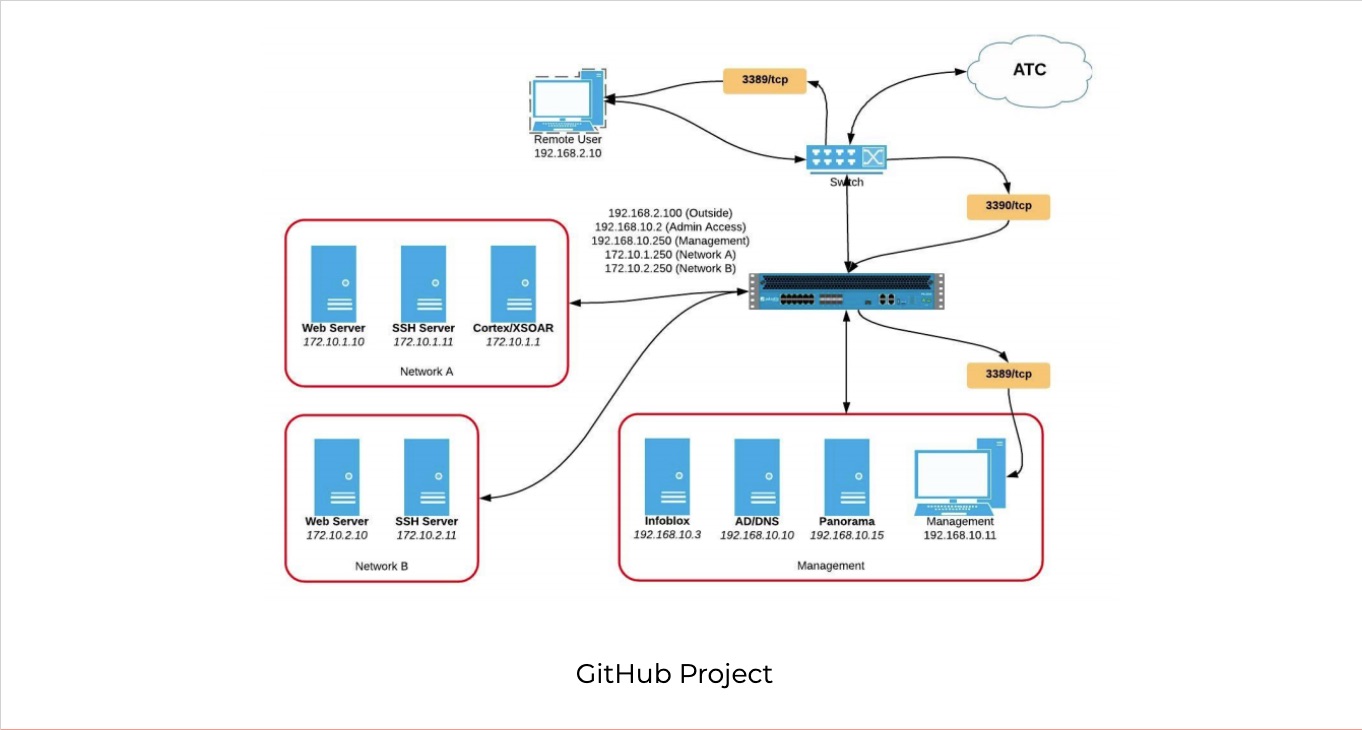 ATC
3389/tcp
Remote User
192.168.2.10
Switch
3390/tcp
192.168.2.100 (Outside)
192.168.10.2 (Admin Access)
192.168.10.250 (Management)
172.10.1.250 (Network A)
172.10.2.250 (Network B)
Web Server
172.10.1.10
SSH Server
172.10.1.11
Cortex/XSOAR
172.10.1.1
Network A
3389/tcp
Web Server
172.10.2.10
SSH Server
172.10.2.11
Network B
Infoblox
192.168.10.3
AD/DNS
192.168.10.10
Panorama
192.168.10.15
Management
192.168.10.11
Management
GitHub Project